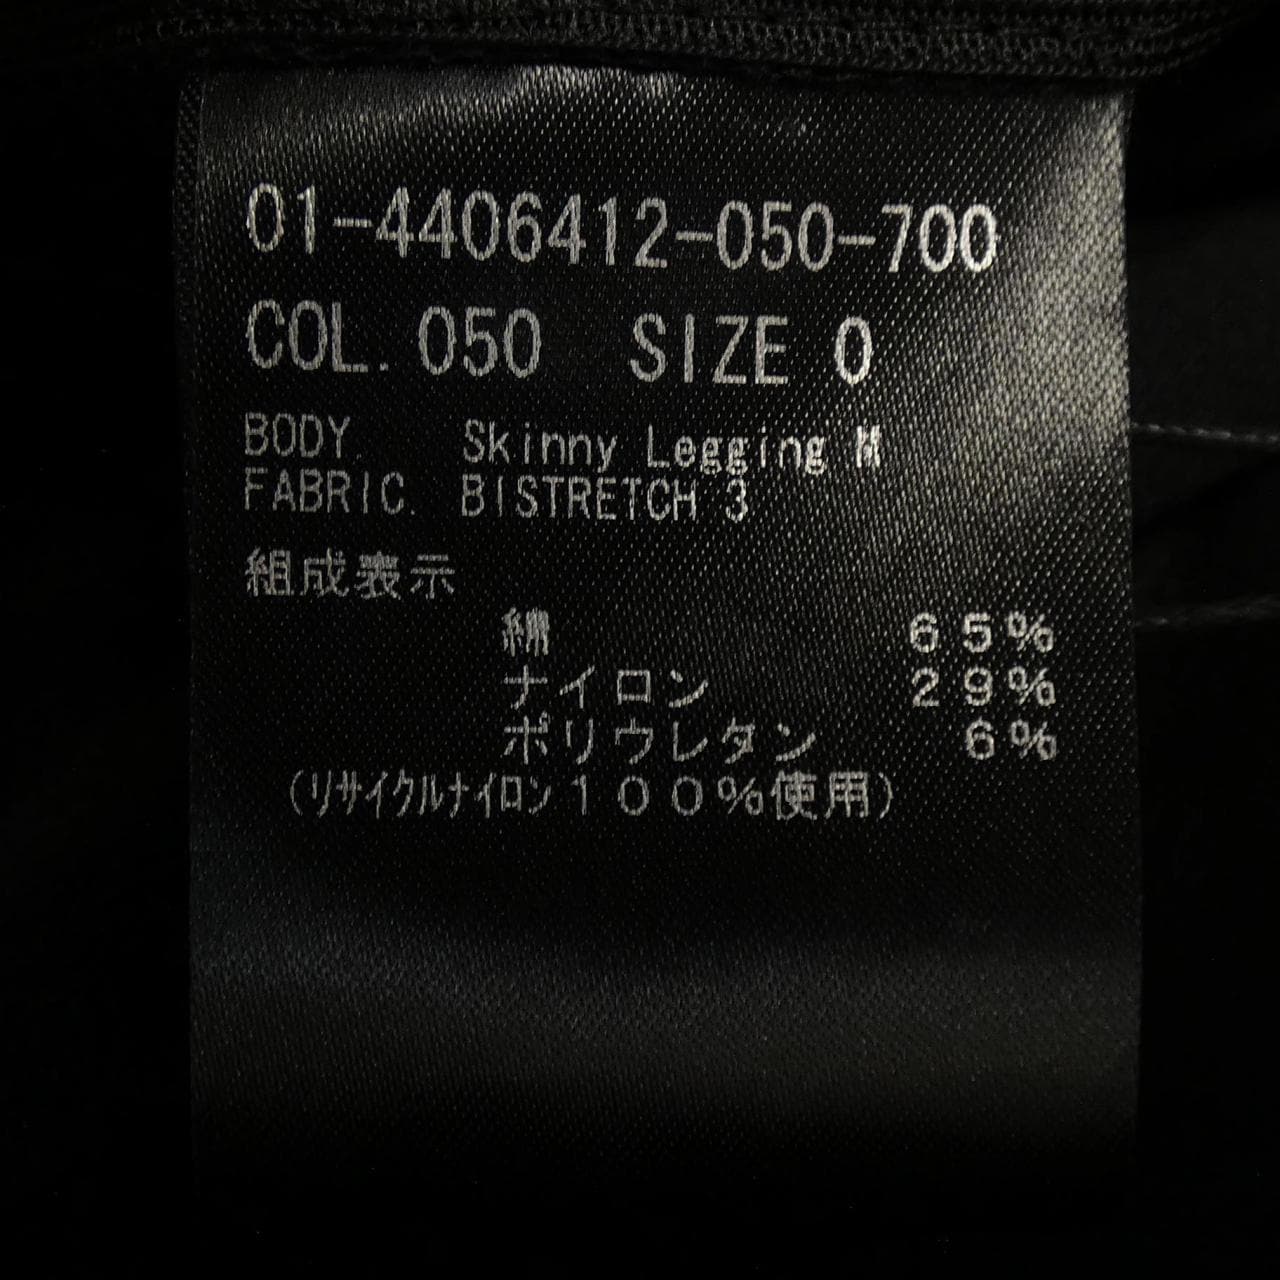 01-4406412-050-700
COL. 050 SIZE 0
BODY. Skinny Legging M
FABRIC. BISTRETCH 3
組成表示
綿 65%
ナイロン 29%
ポリウレタン 6%
(リサイクルナイロン100%使用)